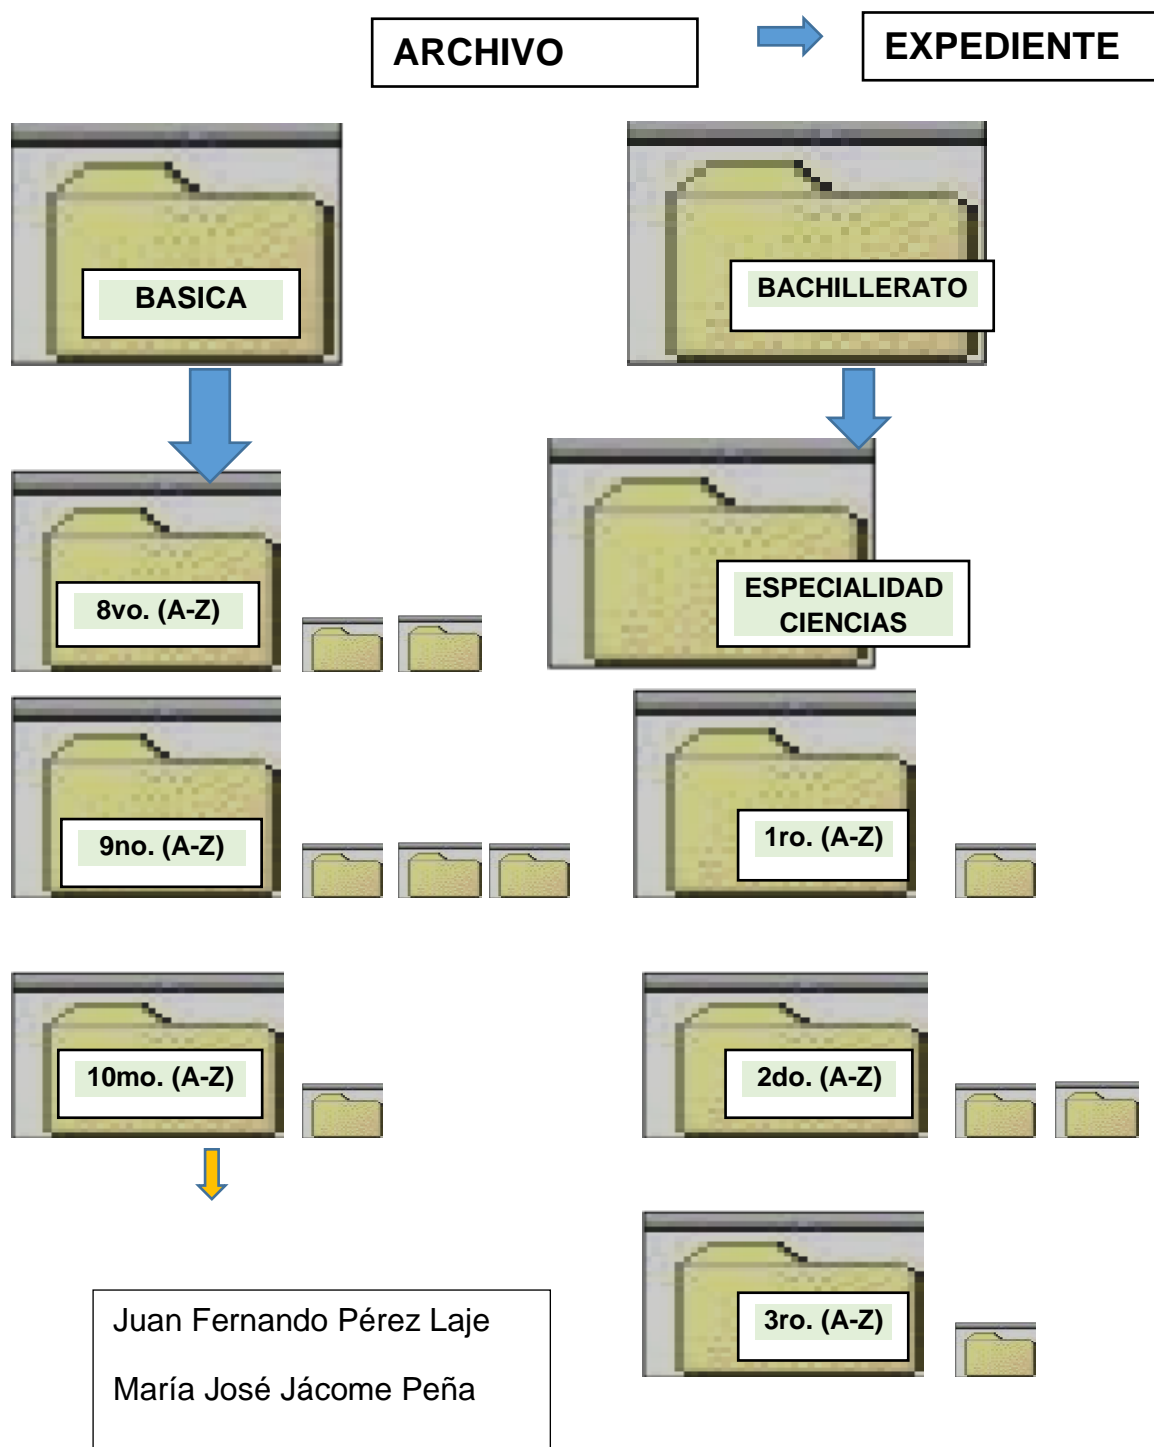 ARCHIVO
EXPEDIENTE
BASICA
BACHILLERATO
8vo. (A-Z)
ESPECIALIDAD
CIENCIAS
9no. (A-Z)
1ro. (A-Z)
10mo. (A-Z)
2do. (A-Z)
3ro. (A-Z)
Juan Fernando Pérez Laje
María José Jácome Peña